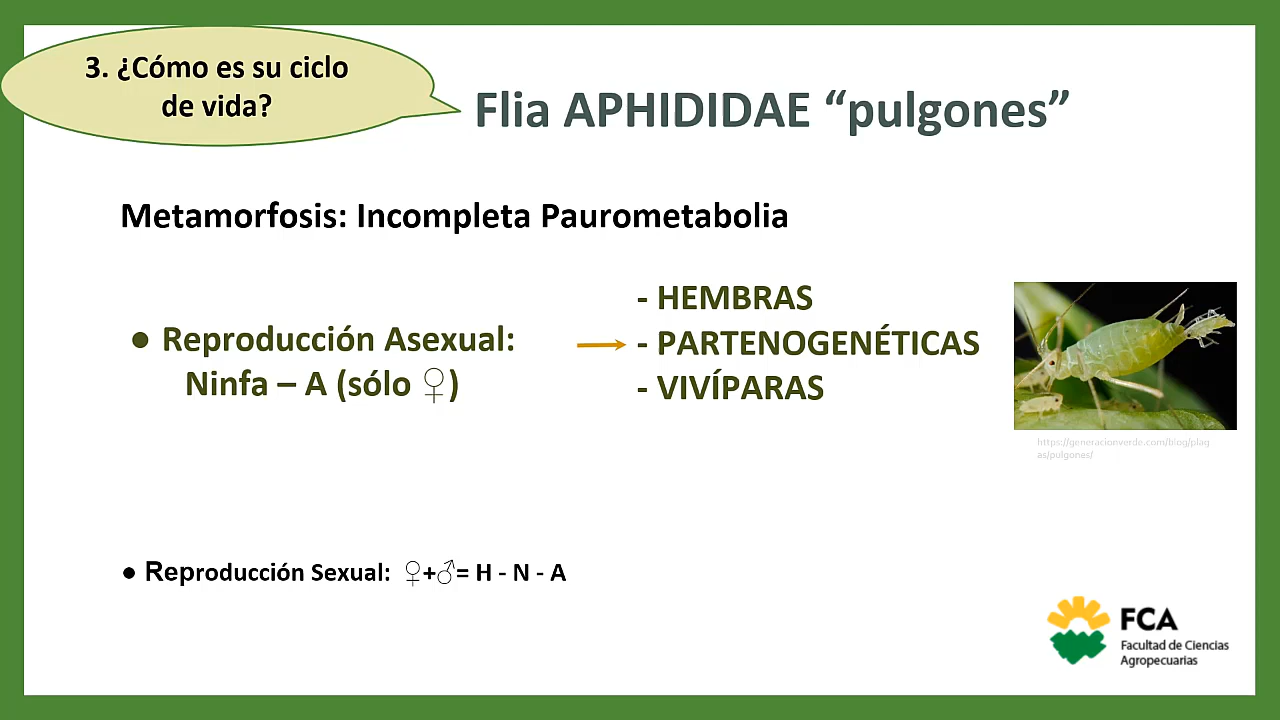 3. ¿Cómo es su ciclo
de vida?
Flia APHIDIDAE “pulgones”
Metamorfosis: Incompleta Paurometabolia
● Reproducción Asexual:
Ninfa – A (sólo ♀)
- HEMBRAS
- PARTENOGENÉTICAS
- VIVÍPARAS
https://generacionverde.com/blog/plag
as/pulgones/
● Reproducción Sexual: ♀+♂= H - N - A
FCA
Facultad de Ciencias
Agropecuarias